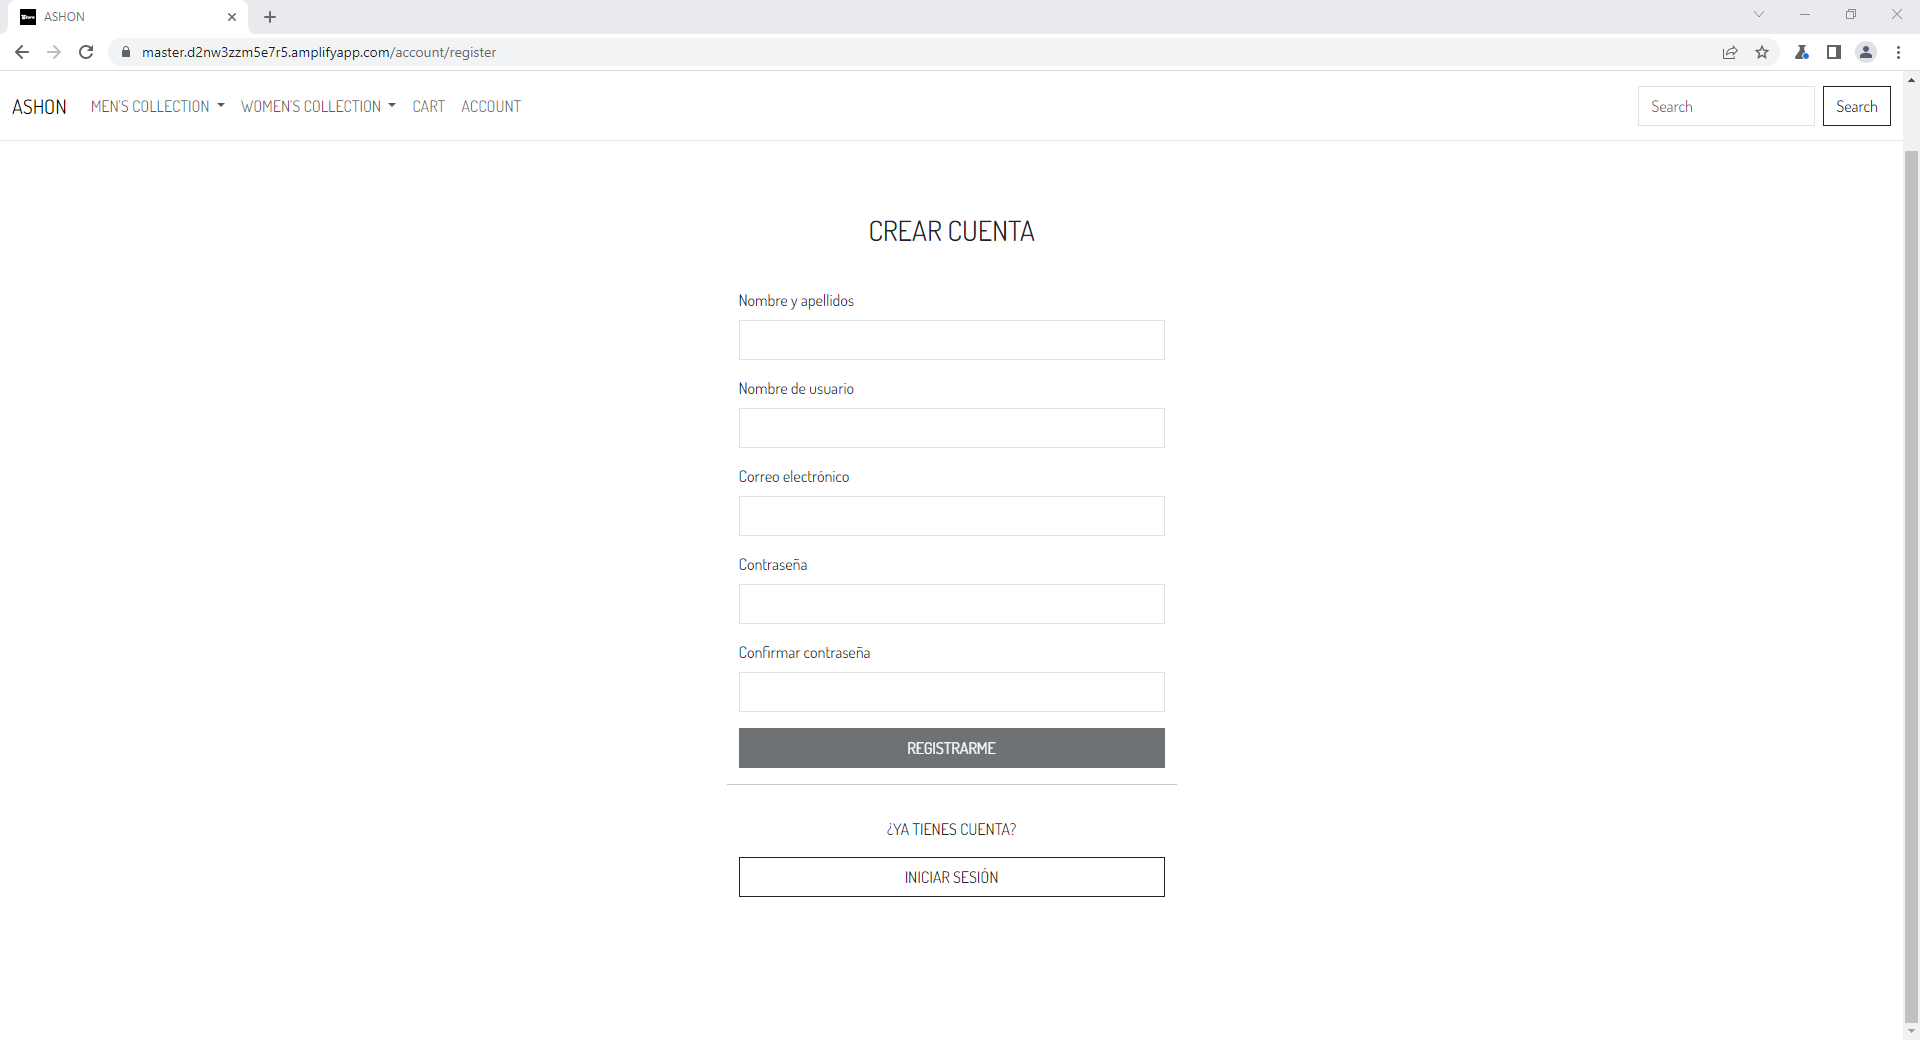 ASHON
master.d2nw3zzm5e7r5.amplifyapp.com/account/register
ASHON MEN'S COLLECTION WOMEN'S COLLECTION CART ACCOUNT Search Search
CREAR CUENTA
Nombre y apellidos
Nombre de usuario
Correo electrónico
Contraseña
Confirmar contraseña
REGISTRARME
¿YA TIENES CUENTA?
INICIAR SESIÓN